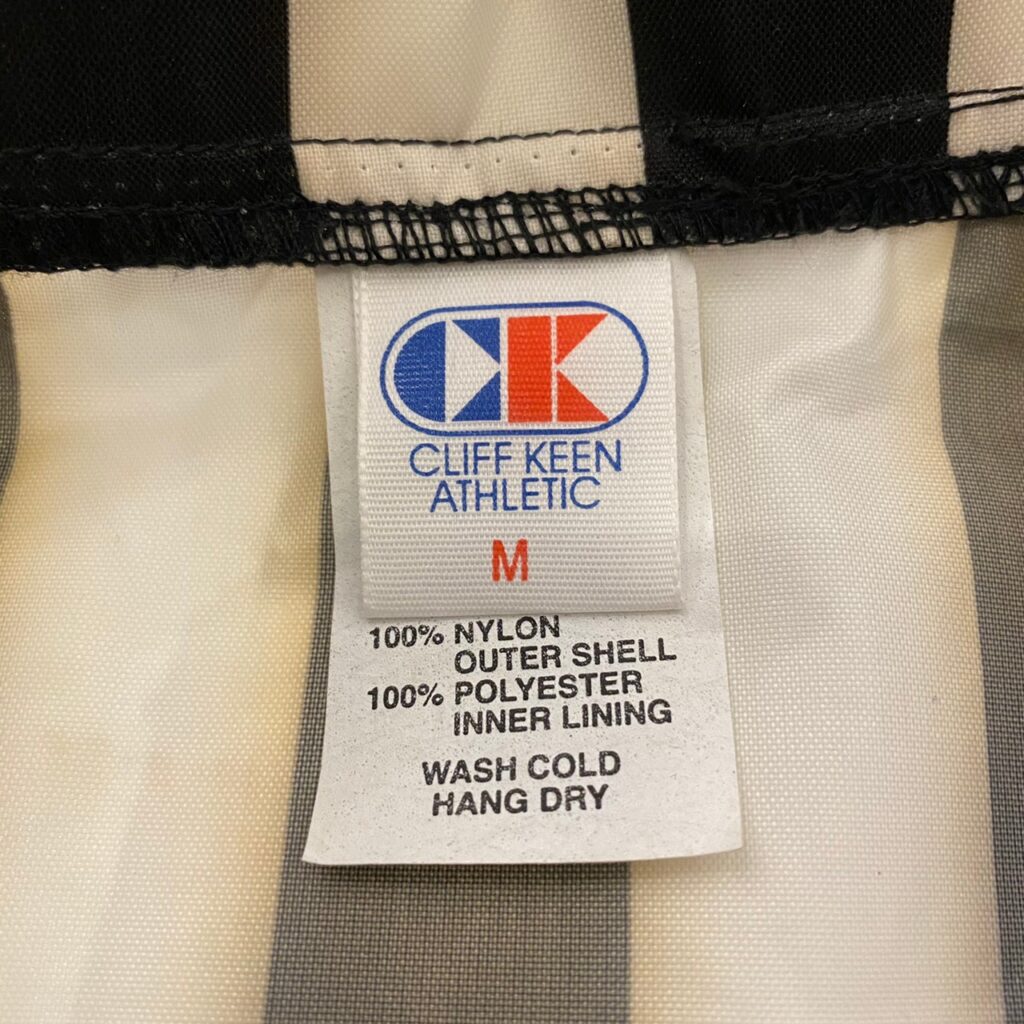 CK
CLIFF KEEN
ATHLETIC
M
100% NYLON
OUTER SHELL
100% POLYESTER
INNER LINING
WASH COLD
HANG DRY